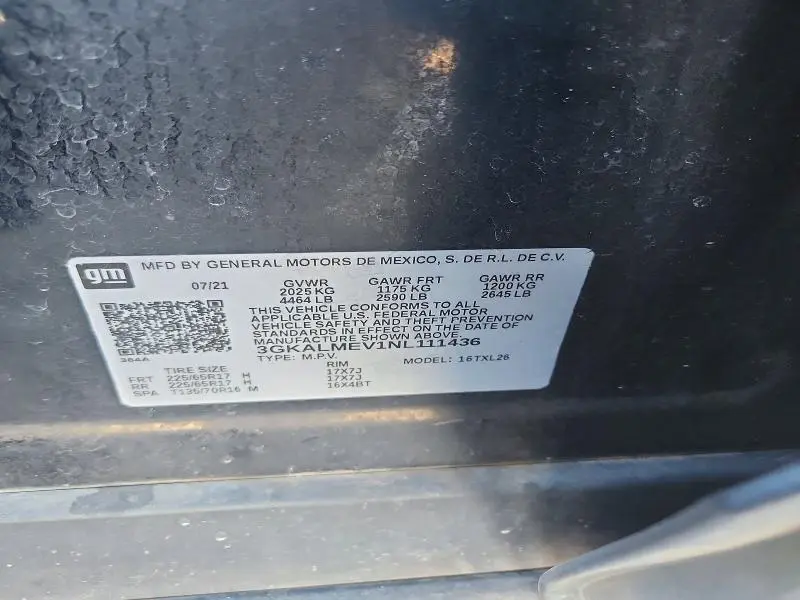 gm MFD BY GENERAL MOTORS DE MEXICO, S. DE R.L. DE C.V.
07/21 GVWR GAWR FRT GAWR RR
2025 KG 1175 KG 1200 KG
4464 LB 2590 LB 2645 LB
THIS VEHICLE CONFORMS TO ALL
APPLICABLE U.S. FEDERAL MOTOR
VEHICLE SAFETY AND THEFT PREVENTION
STANDARDS IN EFFECT ON THE DATE OF
MANUFACTURE SHOWN ABOVE.
3GKALMEV1NL111436
384A TYPE: M.P.V. MODEL: 16TXL26
TIRE SIZE RIM
FRT 225/65R17 H 17X7J
RR 225/65R17 H 17X7J
SPA T135/70R16 M 16X4BT